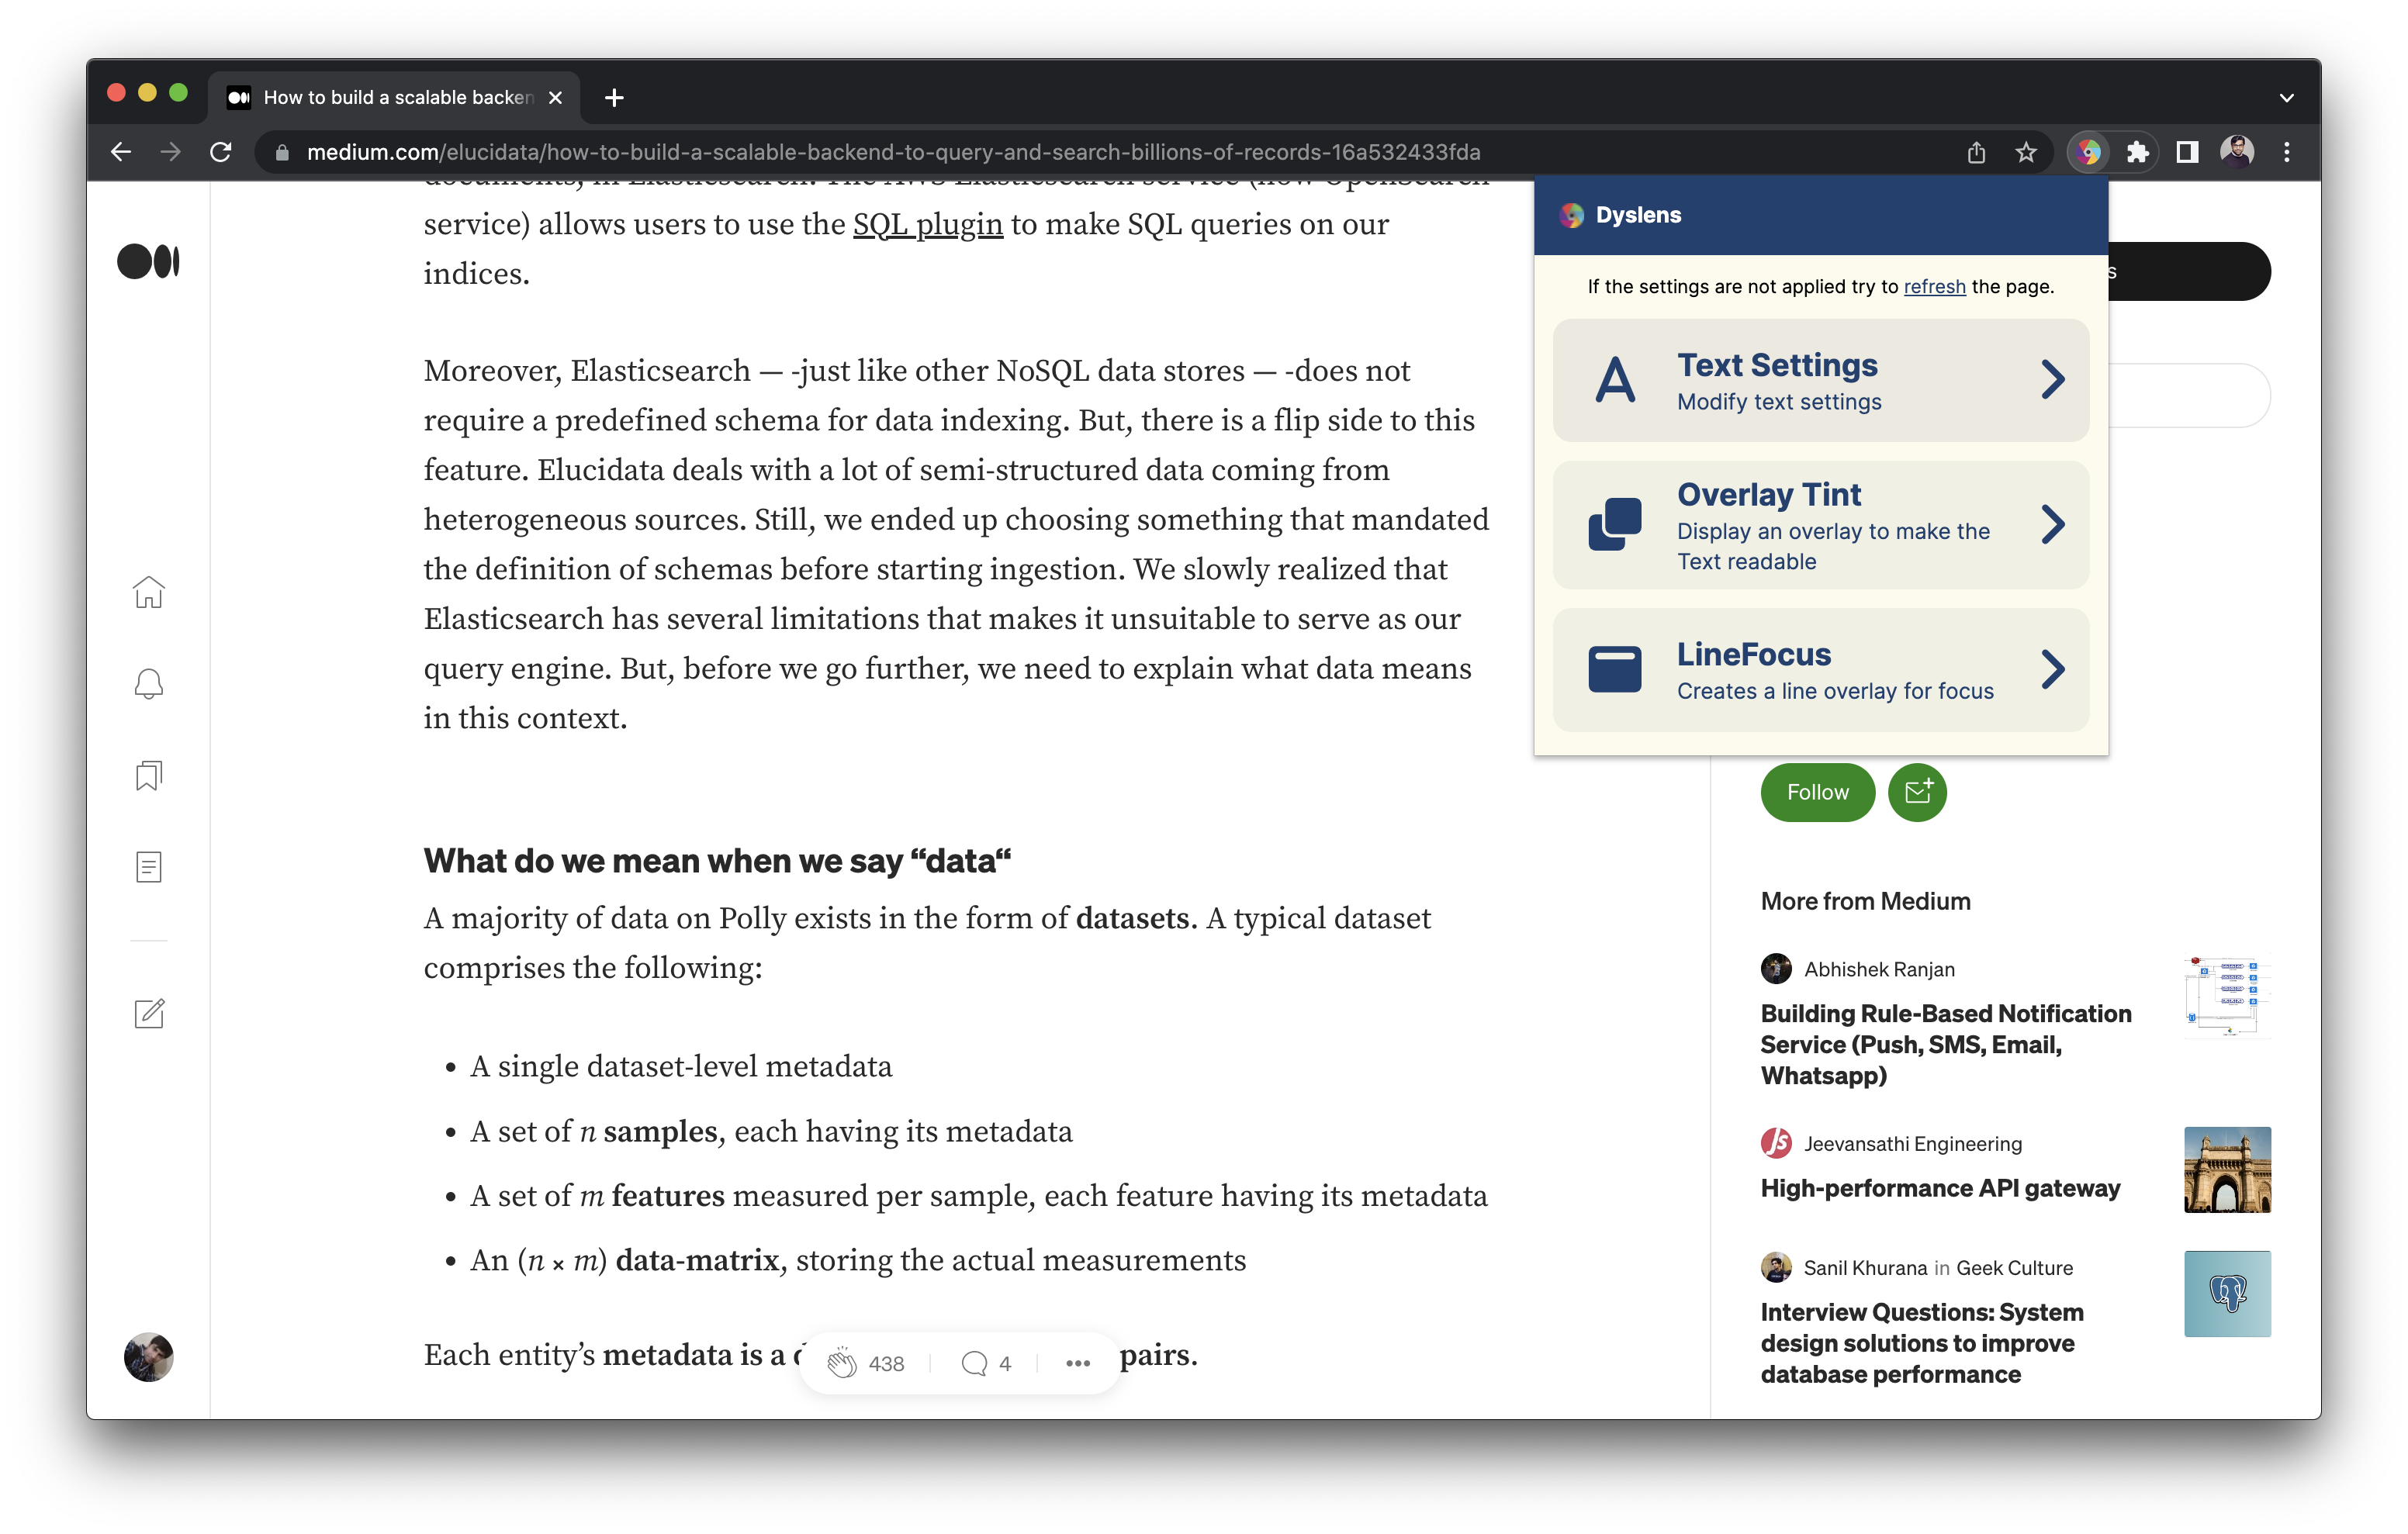 How to build a scalable backen
medium.com/elucidata/how-to-build-a-scalable-backend-to-query-and-search-billions-of-records-16a532433fda
documents, in Elasticsearch. The AWS Elasticsearch service (now OpenSearch
service) allows users to use the SQL plugin to make SQL queries on our
indices.
Moreover, Elasticsearch — -just like other NoSQL data stores — -does not
require a predefined schema for data indexing. But, there is a flip side to this
feature. Elucidata deals with a lot of semi-structured data coming from
heterogeneous sources. Still, we ended up choosing something that mandated
the definition of schemas before starting ingestion. We slowly realized that
Elasticsearch has several limitations that makes it unsuitable to serve as our
query engine. But, before we go further, we need to explain what data means
in this context.
What do we mean when we say “data“
A majority of data on Polly exists in the form of datasets. A typical dataset
comprises the following:
• A single dataset-level metadata
• A set of n samples, each having its metadata
• A set of m features measured per sample, each feature having its metadata
• An (n × m) data-matrix, storing the actual measurements
Each entity’s metadata is a pairs.
438
4
Dyslens
If the settings are not applied try to refresh the page.
A
Text Settings
Modify text settings
Overlay Tint
Display an overlay to make the
Text readable
LineFocus
Creates a line overlay for focus
s
Follow
More from Medium
Abhishek Ranjan
Building Rule-Based Notification
Service (Push, SMS, Email,
Whatsapp)
JS
Jeevansathi Engineering
High-performance API gateway
Sanil Khurana in Geek Culture
Interview Questions: System
design solutions to improve
database performance